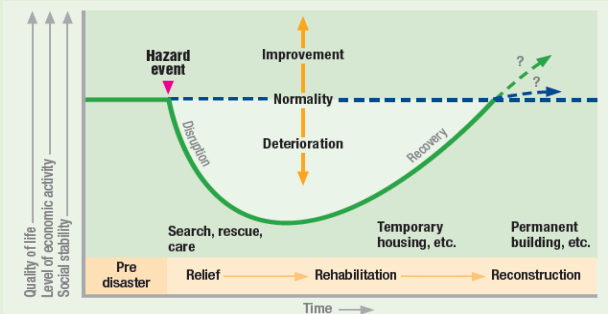 Quality of life
Level of economic activity
Social stability
Hazard
event
Improvement
Normality
Deterioration
Disruption
Recovery
?
?
Search, rescue,
care
Temporary
housing, etc.
Permanent
building, etc.
Pre
disaster
Relief
Rehabilitation
Reconstruction
Time